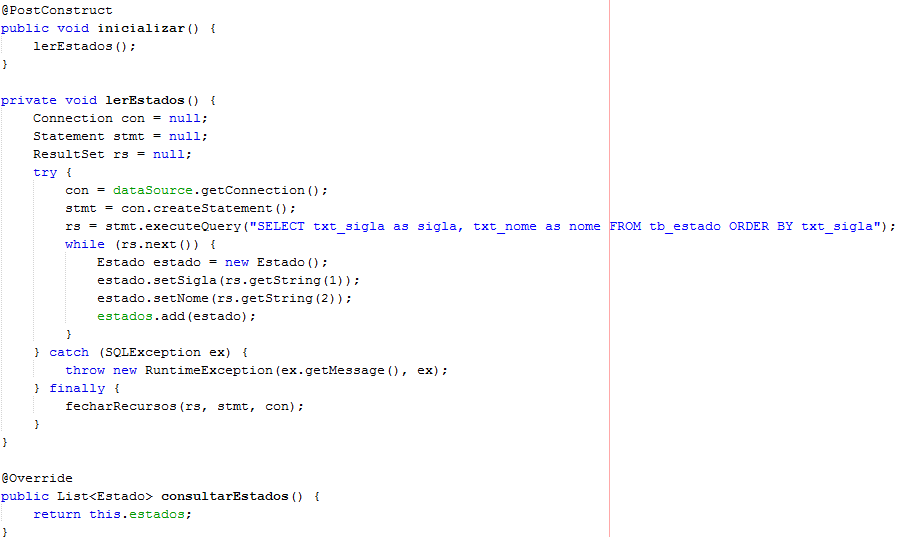 @PostConstruct
public void inicializar() {
    lerEstados();
}

private void lerEstados() {
    Connection con = null;
    Statement stmt = null;
    ResultSet rs = null;
    try {
        con = dataSource.getConnection();
        stmt = con.createStatement();
        rs = stmt.executeQuery("SELECT txt_sigla as sigla, txt_nome as nome FROM tb_estado ORDER BY txt_sigla");
        while (rs.next()) {
            Estado estado = new Estado();
            estado.setSigla(rs.getString(1));
            estado.setNome(rs.getString(2));
            estados.add(estado);
        }
    } catch (SQLException ex) {
        throw new RuntimeException(ex.getMessage(), ex);
    } finally {
        fecharRecursos(rs, stmt, con);
    }
}

@Override
public List<Estado> consultarEstados() {
    return this.estados;
}